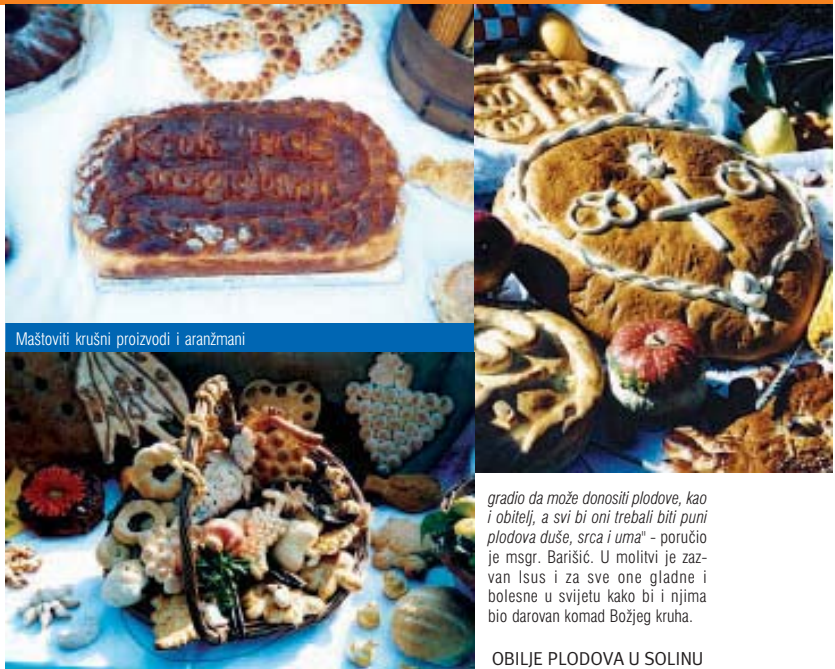 Kruh naš
Maštoviti krušni proizvodi i aranžmani
gradio da može donositi plodove, kao
i obitelj, a svi bi oni trebali biti puni
plodova duše, srca i uma" - poručio
je msgr. Barišić. U molitvi je zaz-
van Isus i za sve one gladne i
bolesne u svijetu kako bi i njima
bio darovan komad Božjeg kruha.
OBILJE PLODOVA U SOLINU